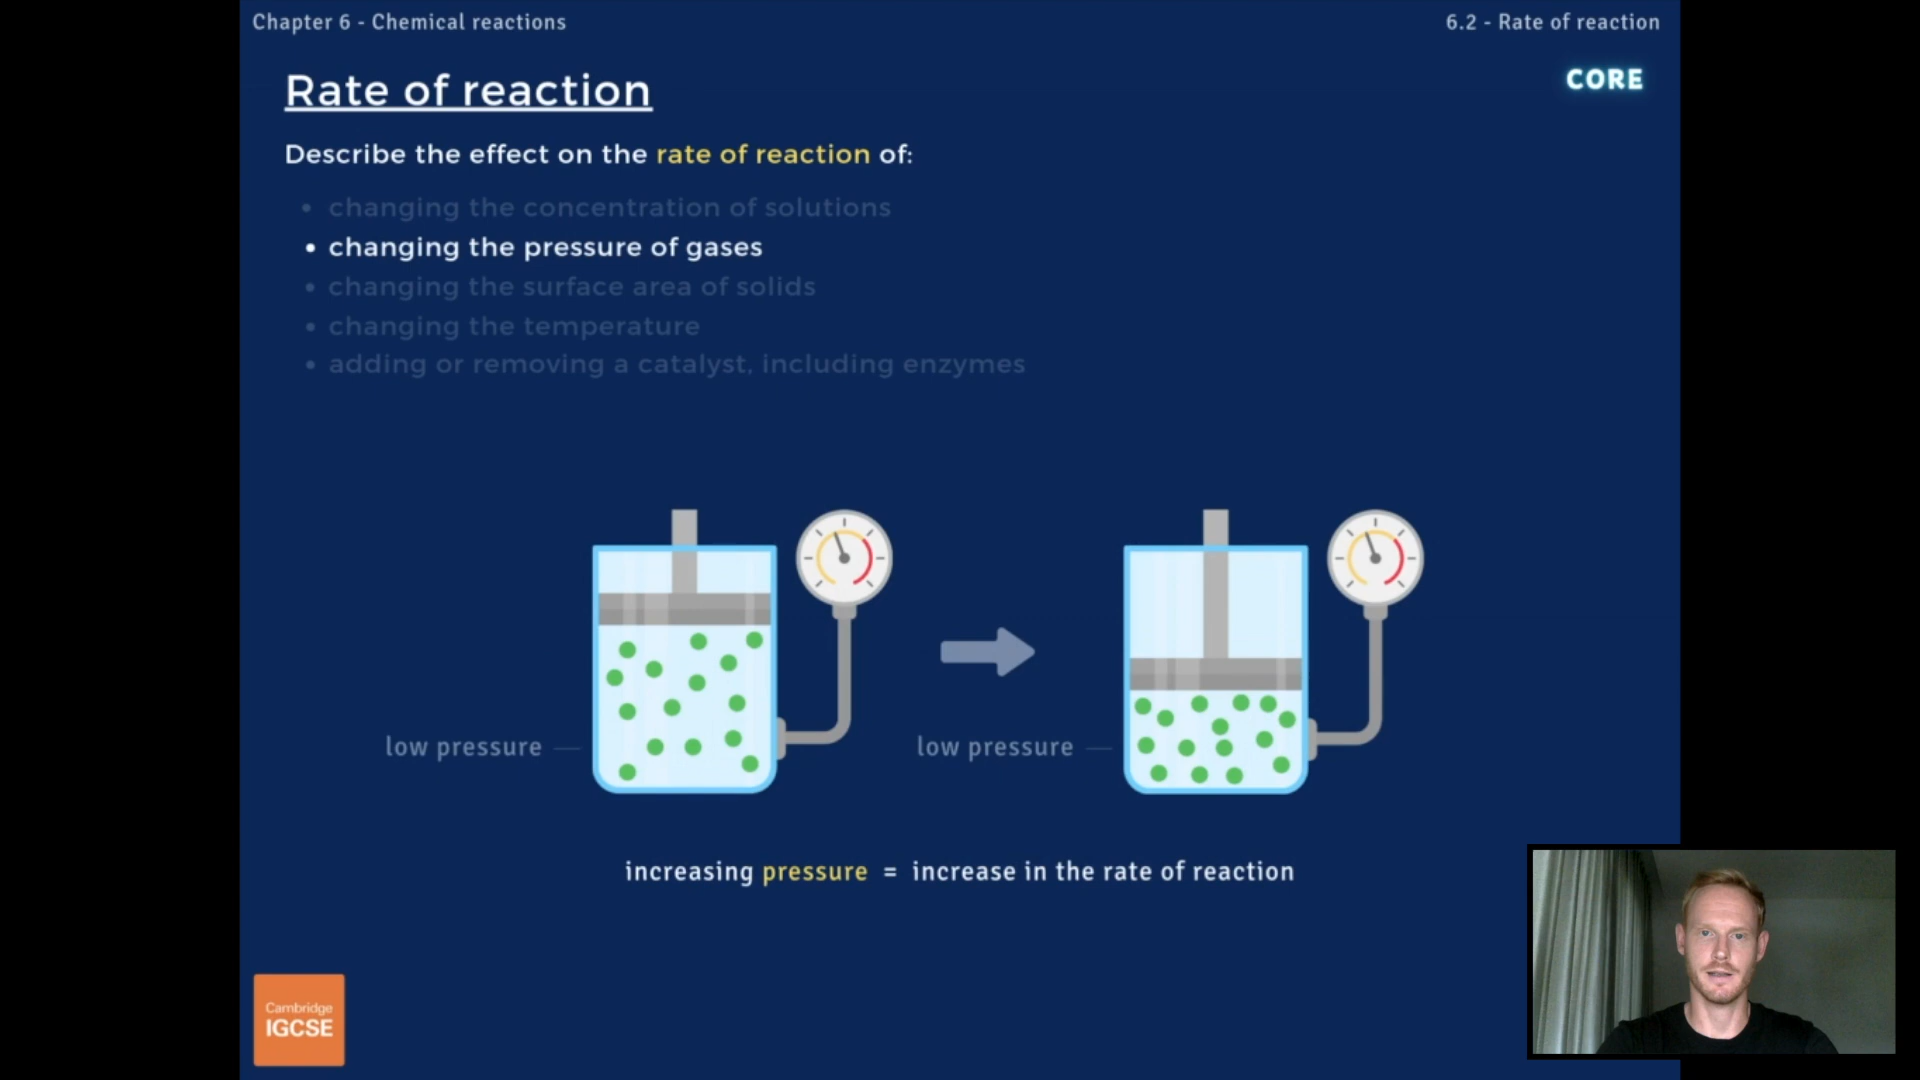 Chapter 6 - Chemical reactions
6.2 - Rate of reaction
CORE
Rate of reaction
Describe the effect on the rate of reaction of:
• changing the concentration of solutions
• changing the pressure of gases
• changing the surface area of solids
• changing the temperature
• adding or removing a catalyst, including enzymes
low pressure
low pressure
increasing pressure = increase in the rate of reaction
Cambridge
IGCSE